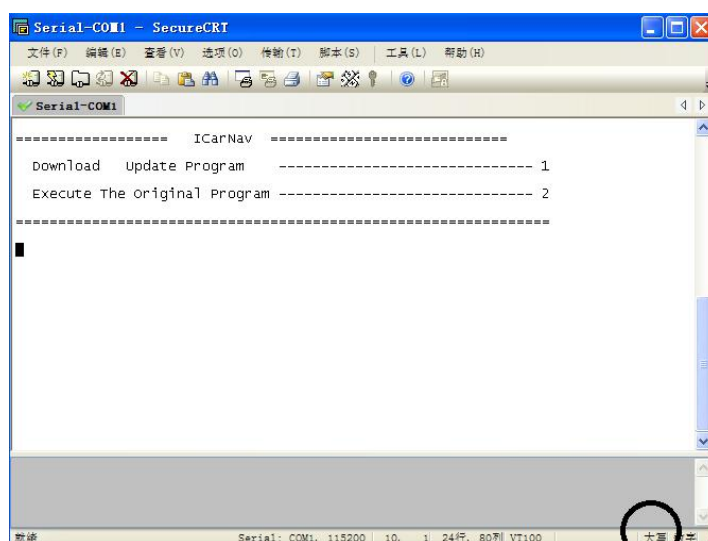 Serial-COM1 - SecureCRT
文件(F) 编辑(E) 查看(V) 选项(O) 传输(T) 脚本(S) 工具(L) 帮助(H)
Serial-COM1
================== ICarNav ============================
Download Update Program ------------------------------ 1
Execute The Original Program ------------------------------ 2
===============================================================
就绪 Serial: COM1, 115200 10, 1 24行, 80列 VT100 大写 数字